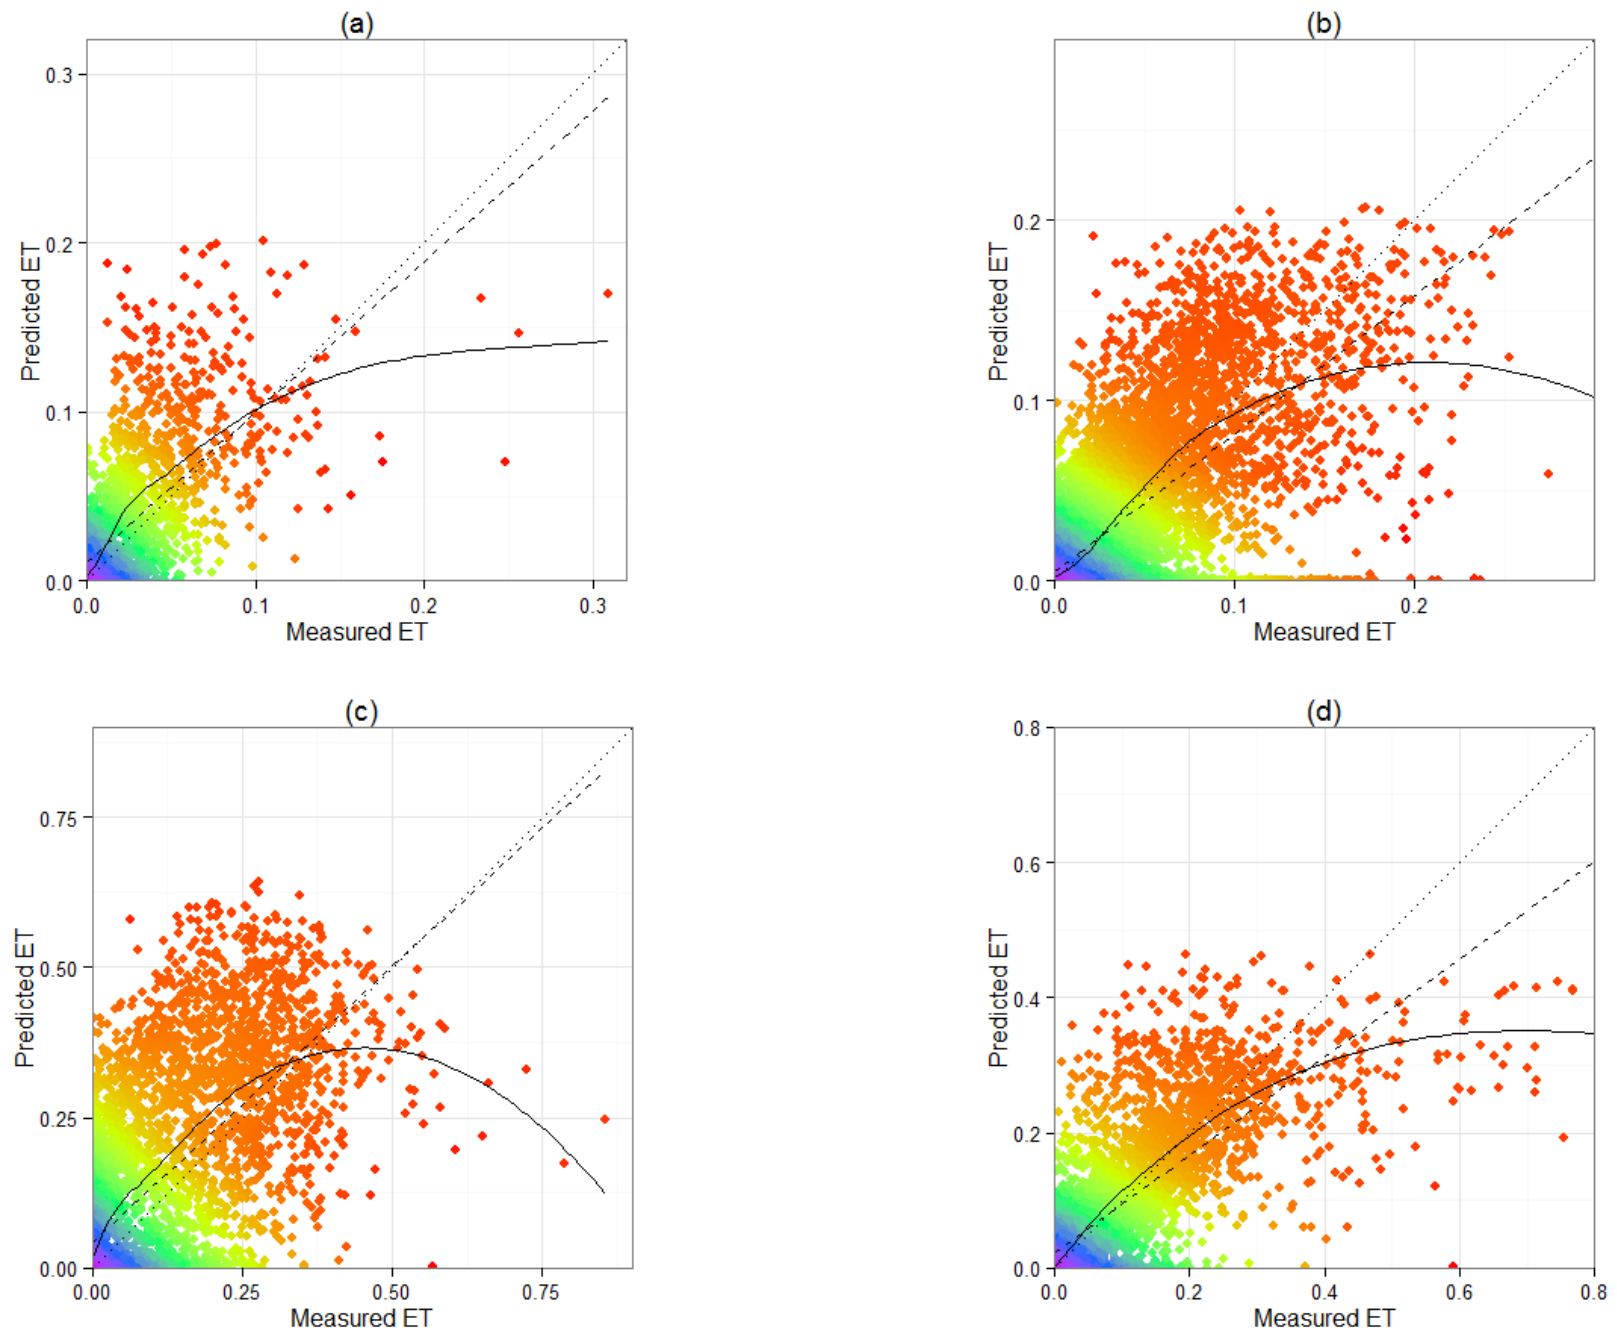 (a)
0.3
0.2
0.1
0.0
Predicted ET
0.0 0.1 0.2 0.3
Measured ET
(b)
0.2
0.1
0.0
Predicted ET
0.0 0.1 0.2
Measured ET
(c)
0.75
0.50
0.25
0.00
Predicted ET
0.00 0.25 0.50 0.75
Measured ET
(d)
0.8
0.6
0.4
0.2
0.0
Predicted ET
0.0 0.2 0.4 0.6 0.8
Measured ET